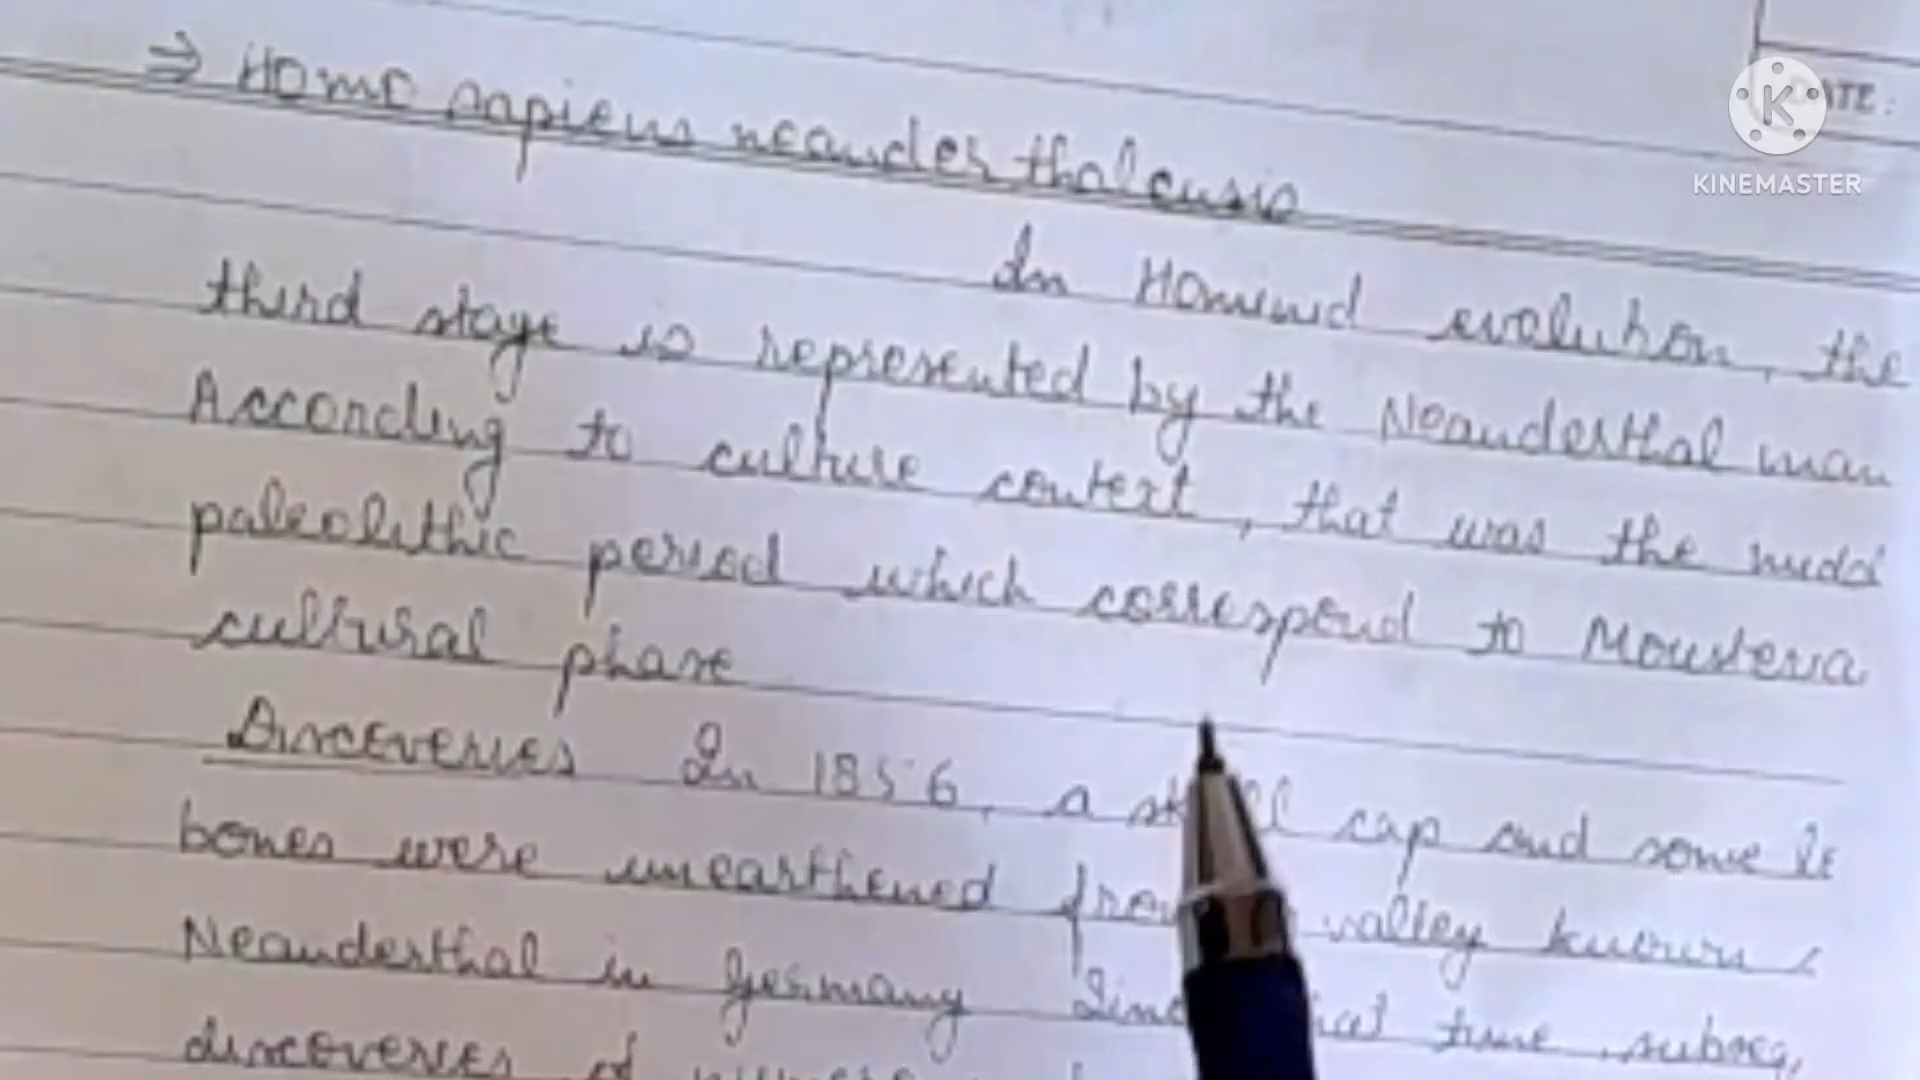 DATE:
KINEMASTER
⇒ Homo sapiens neanderthalensis
In Hominid evolution, the
third stage is represented by the Neanderthal man
According to culture context, that was the midd
paleolithic period which correspond to Mousteria
cultural phase
Discoveries In 1856, a skull cap and some
bones were unearthened from valley known
Neanderthal in Germany Since that time subseq,
discoveries of